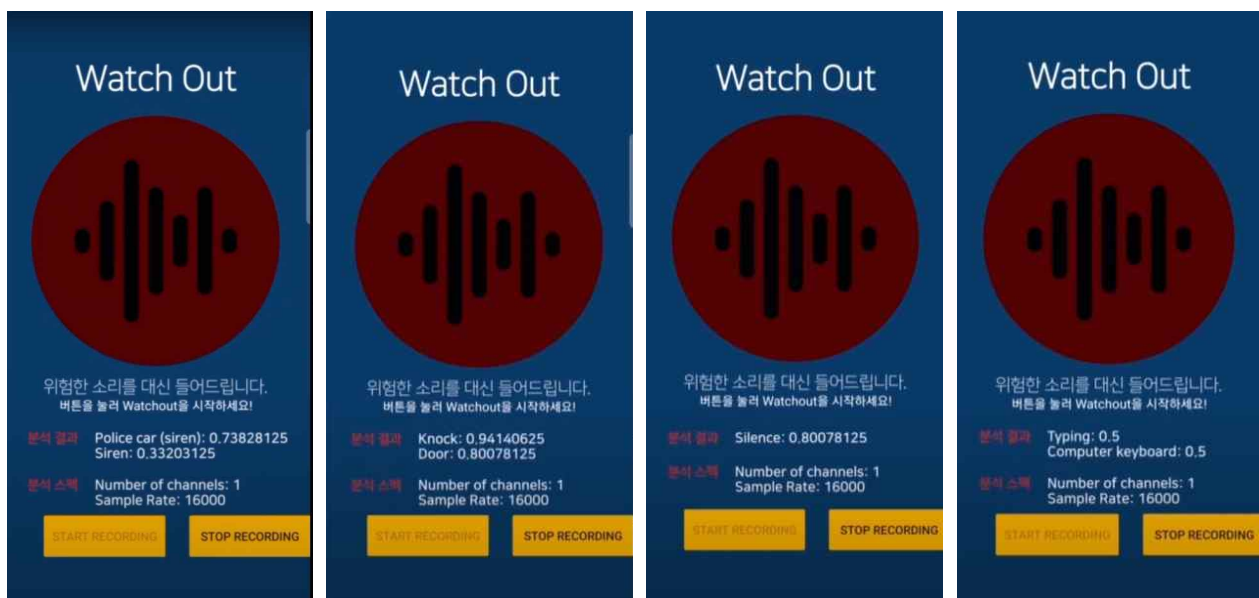 Watch Out
위험한 소리를 대신 들어드립니다.
버튼을 눌러 Watchout을 시작하세요!
분석 결과 Police car (siren): 0.73828125
Siren: 0.33203125
분석 스펙 Number of channels: 1
Sample Rate: 16000
START RECORDING STOP RECORDING
Watch Out
위험한 소리를 대신 들어드립니다.
버튼을 눌러 Watchout을 시작하세요!
분석 결과 Knock: 0.94140625
Door: 0.80078125
분석 스펙 Number of channels: 1
Sample Rate: 16000
START RECORDING STOP RECORDING
Watch Out
위험한 소리를 대신 들어드립니다.
버튼을 눌러 Watchout을 시작하세요!
분석 결과 Silence: 0.80078125
분석 스펙 Number of channels: 1
Sample Rate: 16000
START RECORDING STOP RECORDING
Watch Out
위험한 소리를 대신 들어드립니다.
버튼을 눌러 Watchout을 시작하세요!
분석 결과 Typing: 0.5
Computer keyboard: 0.5
분석 스펙 Number of channels: 1
Sample Rate: 16000
START RECORDING STOP RECORDING